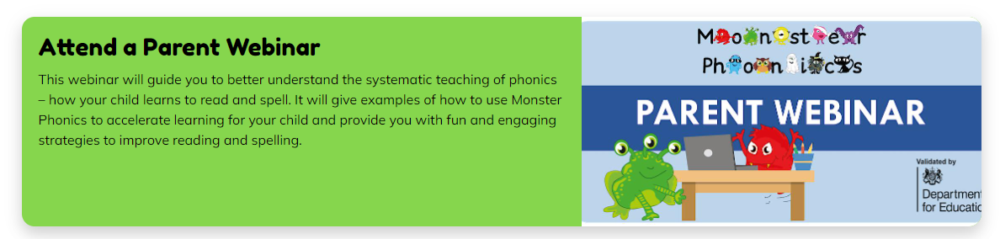 Attend a Parent Webinar
This webinar will guide you to better understand the systematic teaching of phonics
– how your child learns to read and spell. It will give examples of how to use Monster
Phonics to accelerate learning for your child and provide you with fun and engaging
strategies to improve reading and spelling.
Monster
Phonics
PARENT WEBINAR
Validated by
Department
for Educatio